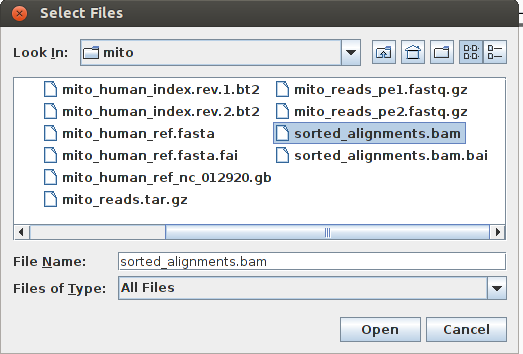 Select Files
Look In: mito
mito_human_index.rev.1.bt2
mito_human_index.rev.2.bt2
mito_human_ref.fasta
mito_human_ref.fasta.fai
mito_human_ref_nc_012920.gb
mito_reads.tar.gz
mito_reads_pe1.fastq.gz
mito_reads_pe2.fastq.gz
sorted_alignments.bam
sorted_alignments.bam.bai
File Name: sorted_alignments.bam
Files of Type: All Files
Open Cancel